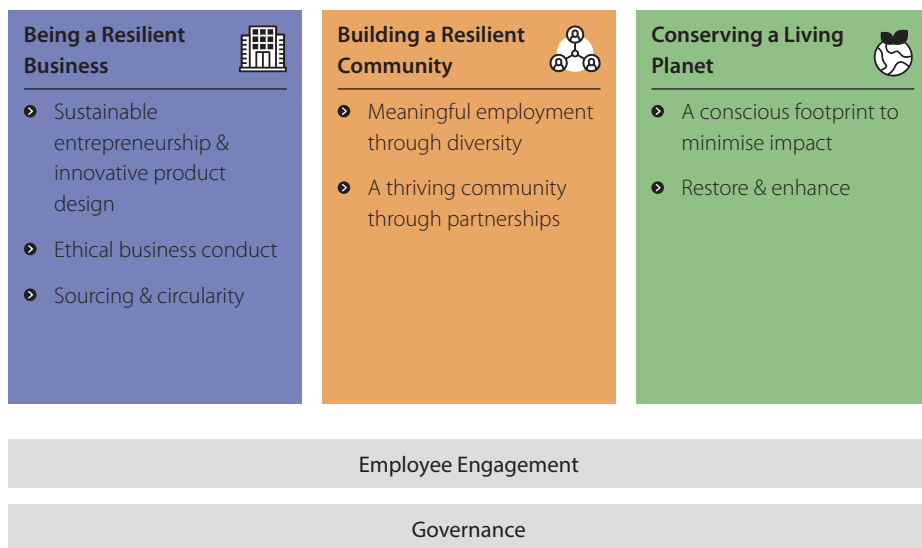 Being a Resilient
Business
Sustainable
entrepreneurship &
innovative product
design
Ethical business conduct
Sourcing & circularity
Building a Resilient
Community
Meaningful employment
through diversity
A thriving community
through partnerships
Conserving a Living
Planet
A conscious footprint to
minimise impact
Restore & enhance
Employee Engagement
Governance